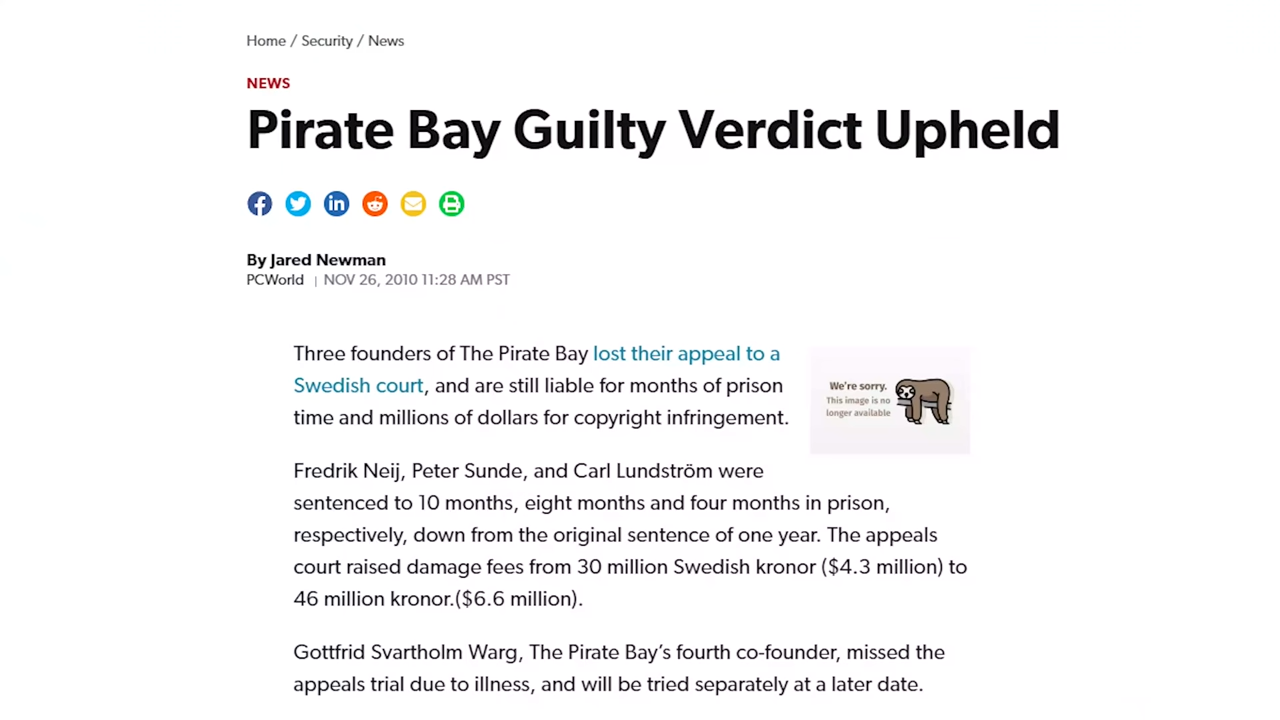 Home / Security / News
NEWS
Pirate Bay Guilty Verdict Upheld
By Jared Newman
PCWorld | NOV 26, 2010 11:28 AM PST
Three founders of The Pirate Bay lost their appeal to a
Swedish court, and are still liable for months of prison
time and millions of dollars for copyright infringement.
We're sorry.
This image is no
longer available
Fredrik Neij, Peter Sunde, and Carl Lundström were
sentenced to 10 months, eight months and four months in prison,
respectively, down from the original sentence of one year. The appeals
court raised damage fees from 30 million Swedish kronor ($4.3 million) to
46 million kronor.($6.6 million).
Gottfrid Svartholm Warg, The Pirate Bay’s fourth co-founder, missed the
appeals trial due to illness, and will be tried separately at a later date.